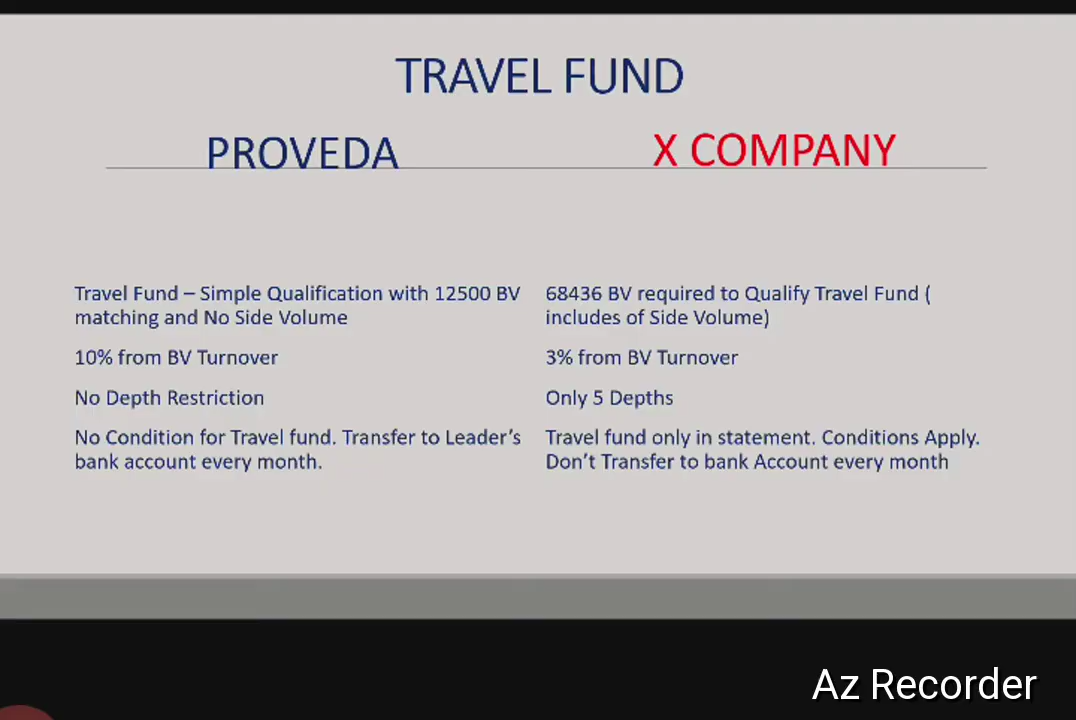 TRAVEL FUND
PROVEDA
X COMPANY
Travel Fund – Simple Qualification with 12500 BV
matching and No Side Volume
10% from BV Turnover
No Depth Restriction
No Condition for Travel fund. Transfer to Leader’s
bank account every month.
68436 BV required to Qualify Travel Fund (
includes of Side Volume)
3% from BV Turnover
Only 5 Depths
Travel fund only in statement. Conditions Apply.
Don’t Transfer to bank Account every month
Az Recorder